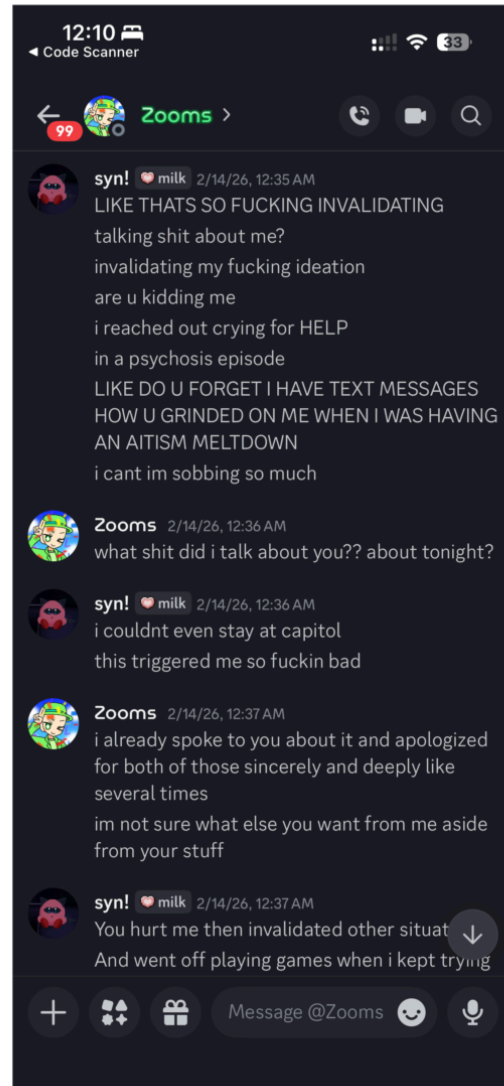 12:10
◀ Code Scanner
33
99
Zooms >
syn! milk 2/14/26, 12:35 AM
LIKE THATS SO FUCKING INVALIDATING
talking shit about me?
invalidating my fucking ideation
are u kidding me
i reached out crying for HELP
in a psychosis episode
LIKE DO U FORGET I HAVE TEXT MESSAGES
HOW U GRINDED ON ME WHEN I WAS HAVING
AN AITISM MELTDOWN
i cant im sobbing so much
Zooms 2/14/26, 12:36 AM
what shit did i talk about you?? about tonight?
syn! milk 2/14/26, 12:36 AM
i couldnt even stay at capitol
this triggered me so fuckin bad
Zooms 2/14/26, 12:37 AM
i already spoke to you about it and apologized
for both of those sincerely and deeply like
several times
im not sure what else you want from me aside
from your stuff
syn! milk 2/14/26, 12:37 AM
You hurt me then invalidated other situat
And went off playing games when i kept trying
Message @Zooms